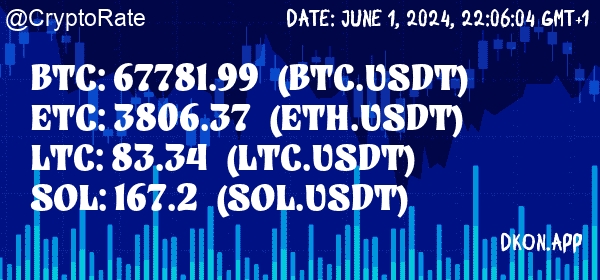 @CryptoRate
DATE: JUNE 1, 2024, 22:06:04 GMT+1
BTC: 67781.99 (BTC.USDT)
ETC: 3806.37 (ETH.USDT)
LTC: 83.34 (LTC.USDT)
SOL: 167.2 (SOL.USDT)
DKON.APP